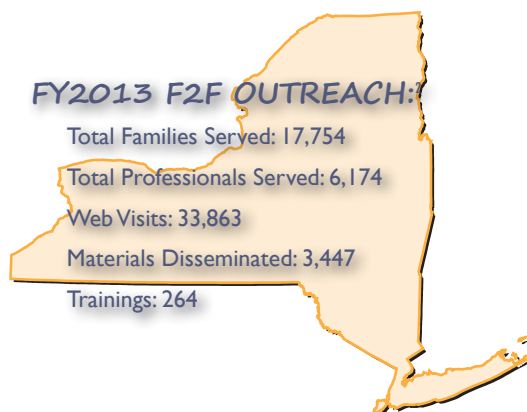 FY2013 F2F OUTREACH:
Total Families Served: 17,754
Total Professionals Served: 6,174
Web Visits: 33,863
Materials Disseminated: 3,447
Trainings: 264